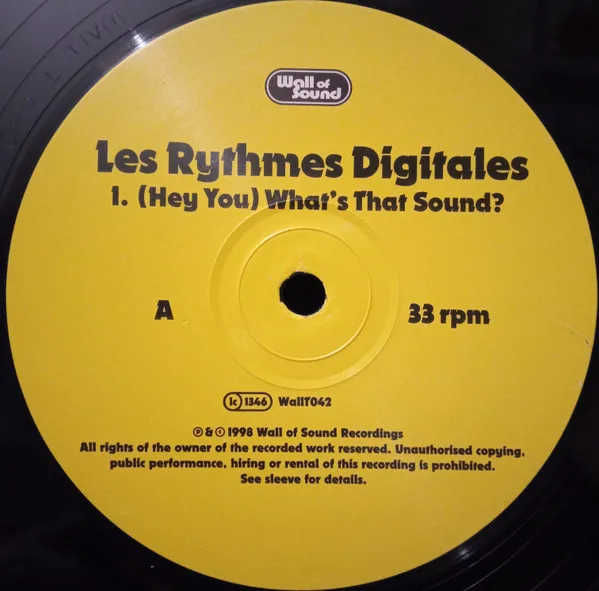 Wall of
Sound
Les Rythmes Digitales
1. (Hey You) What's That Sound?
A
33 rpm
lc 1346 WallT042
℗ & © 1998 Wall of Sound Recordings
All rights of the owner of the recorded work reserved. Unauthorised copying,
public performance, hiring or rental of this recording is prohibited.
See sleeve for details.